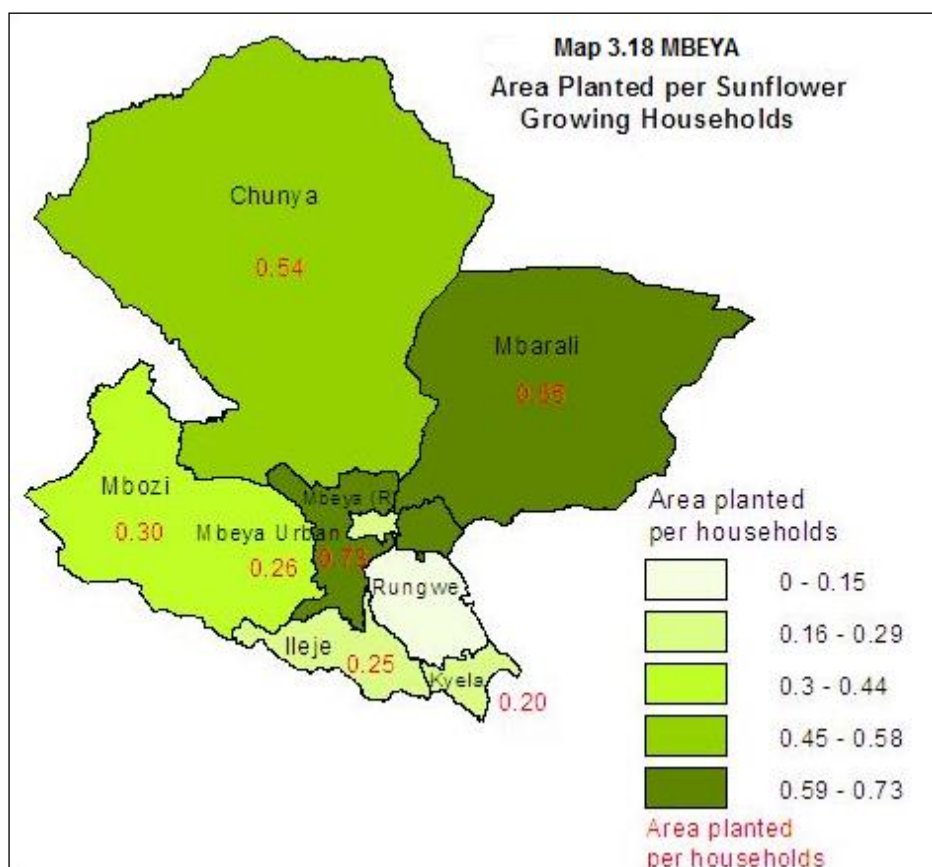 Map 3.18 MBEYA
Area Planted per Sunflower
Growing Households
Chunya
0.54
Mbarali
Mbozi
0.30
Mbeya (R
Mbeya Urban
0.26
0.73
Rungwe
Ileje
0.25
Kyela
0.20
Area planted
per households
0 - 0.15
0.16 - 0.29
0.3 - 0.44
0.45 - 0.58
0.59 - 0.73
Area planted
per households